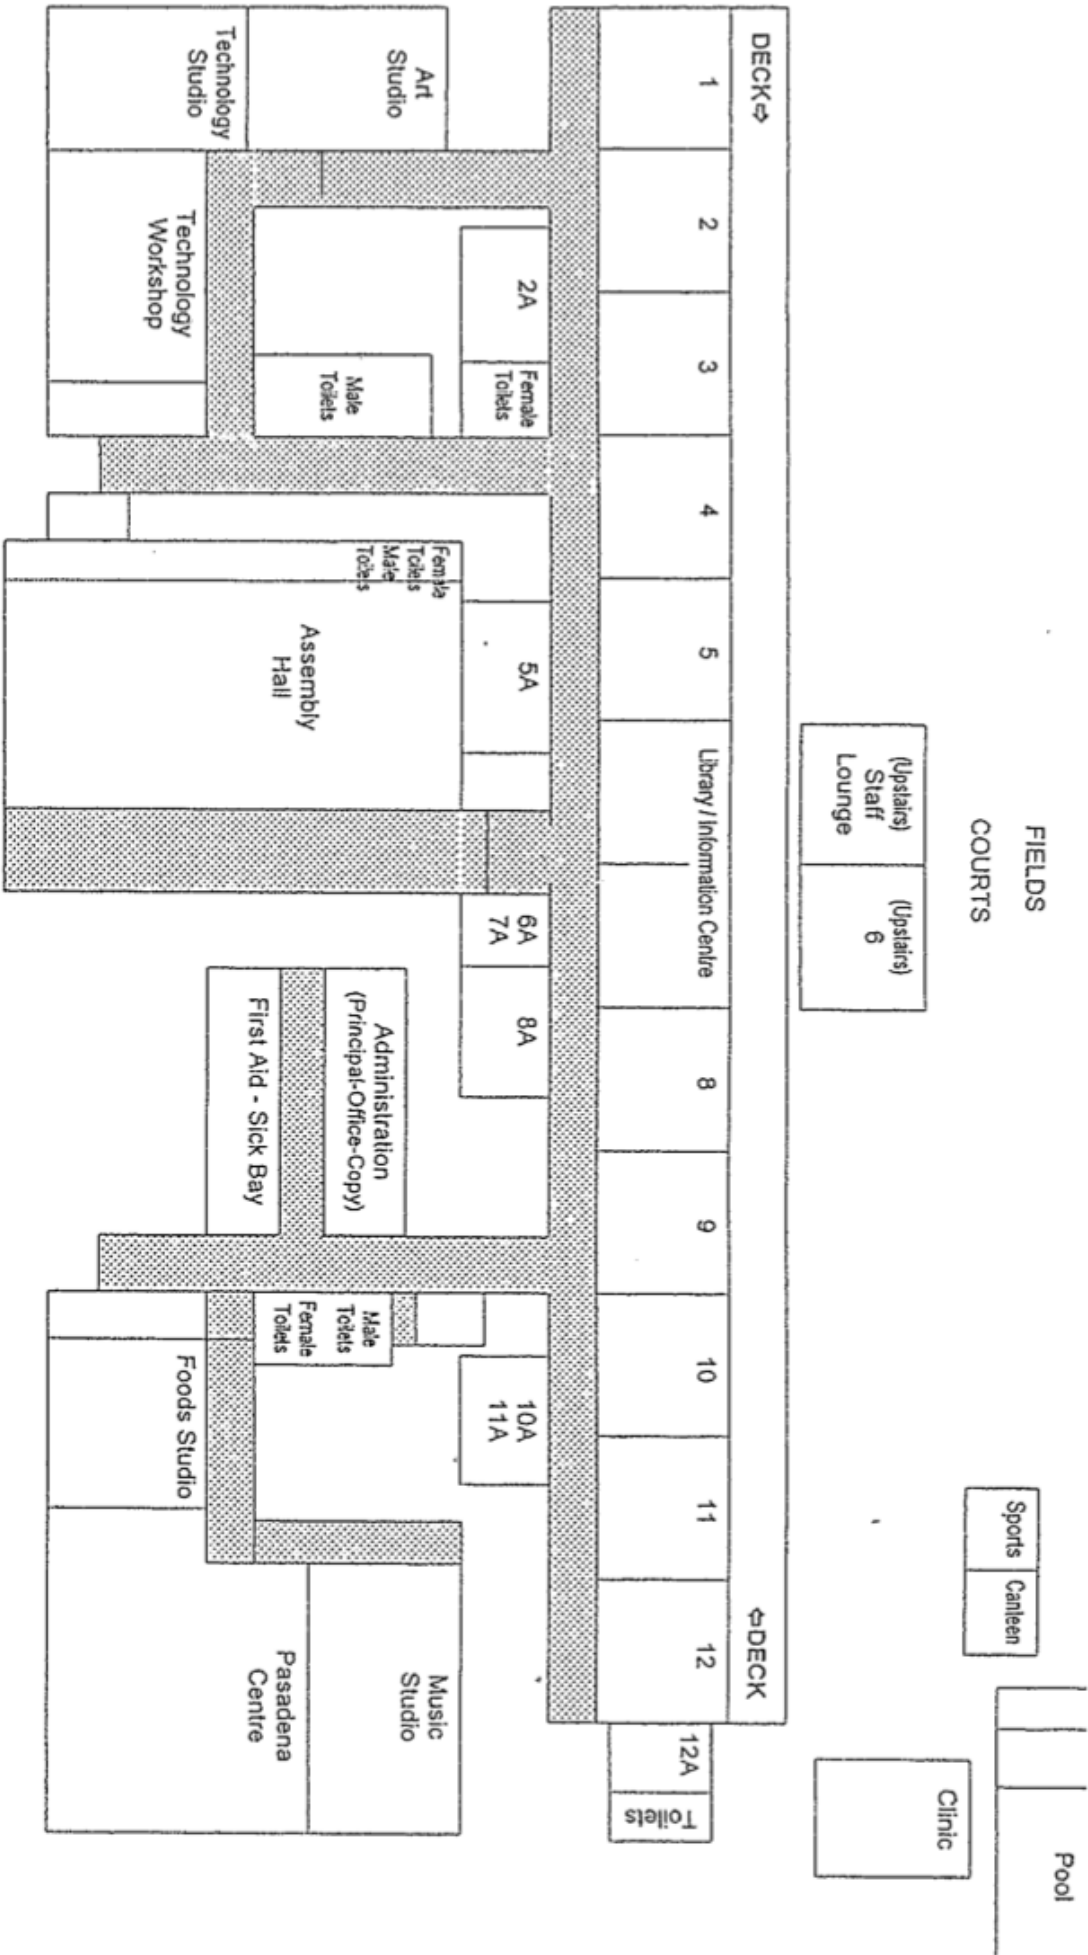 FIELDS
COURTS
Pool
Sports
Canteen
(Upstairs)
Staff
Lounge
(Upstairs)
6
Clinic
DECK⇨
⇦DECK
1
2
3
4
5
Library / Information Centre
8
9
10
11
12
12A
Toilets
2A
Female
Toilets
5A
6A
7A
8A
10A
11A
Art
Studio
Male
Toilets
Female
Toilets
Male
Toilets
Administration
(Principal-Office-Copy)
Male
Toilets
Female
Toilets
Music
Studio
Technology
Studio
Technology
Workshop
Assembly
Hall
First Aid - Sick Bay
Foods Studio
Pasadena
Centre